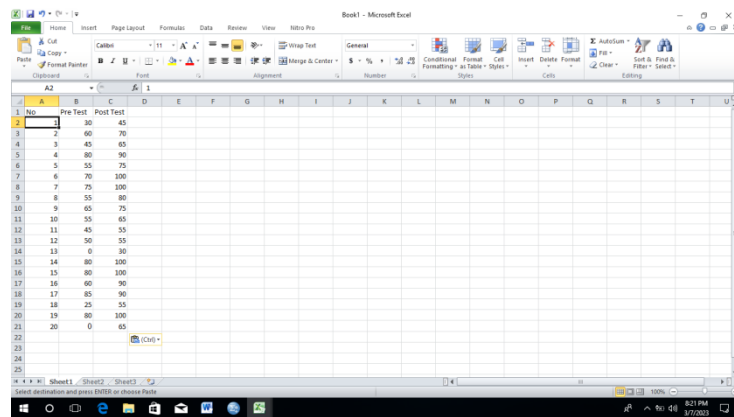 Book1 - Microsoft Excel
File Home Insert Page Layout Formulas Data Review View Nitro Pro
Cut
Copy
Format Painter
Paste
Calibri 11
Wrap Text
Merge & Center
General
Conditional Formatting
Format as Table
Cell Styles
Insert Delete Format
AutoSum
Fill
Clear
Sort & Filter
Find & Select
Clipboard Font Alignment Number Styles Cells Editing
A2 fx 1
A B C D E F G H I J K L M N O P Q R S T U
1 No Pre Test Post Test
2 1 30 45
3 2 60 70
4 3 45 65
5 4 80 90
6 5 55 75
7 6 70 100
8 7 75 100
9 8 55 80
10 9 65 75
11 10 55 65
12 11 45 55
13 12 50 55
14 13 0 30
15 14 80 100
16 15 80 100
17 16 60 90
18 17 85 90
19 18 25 55
20 19 80 100
21 20 0 65
22 (Ctrl)
23
24
25
Sheet1 Sheet2 Sheet3
Select destination and press ENTER or choose Paste 100%
8:21 PM
3/7/2023